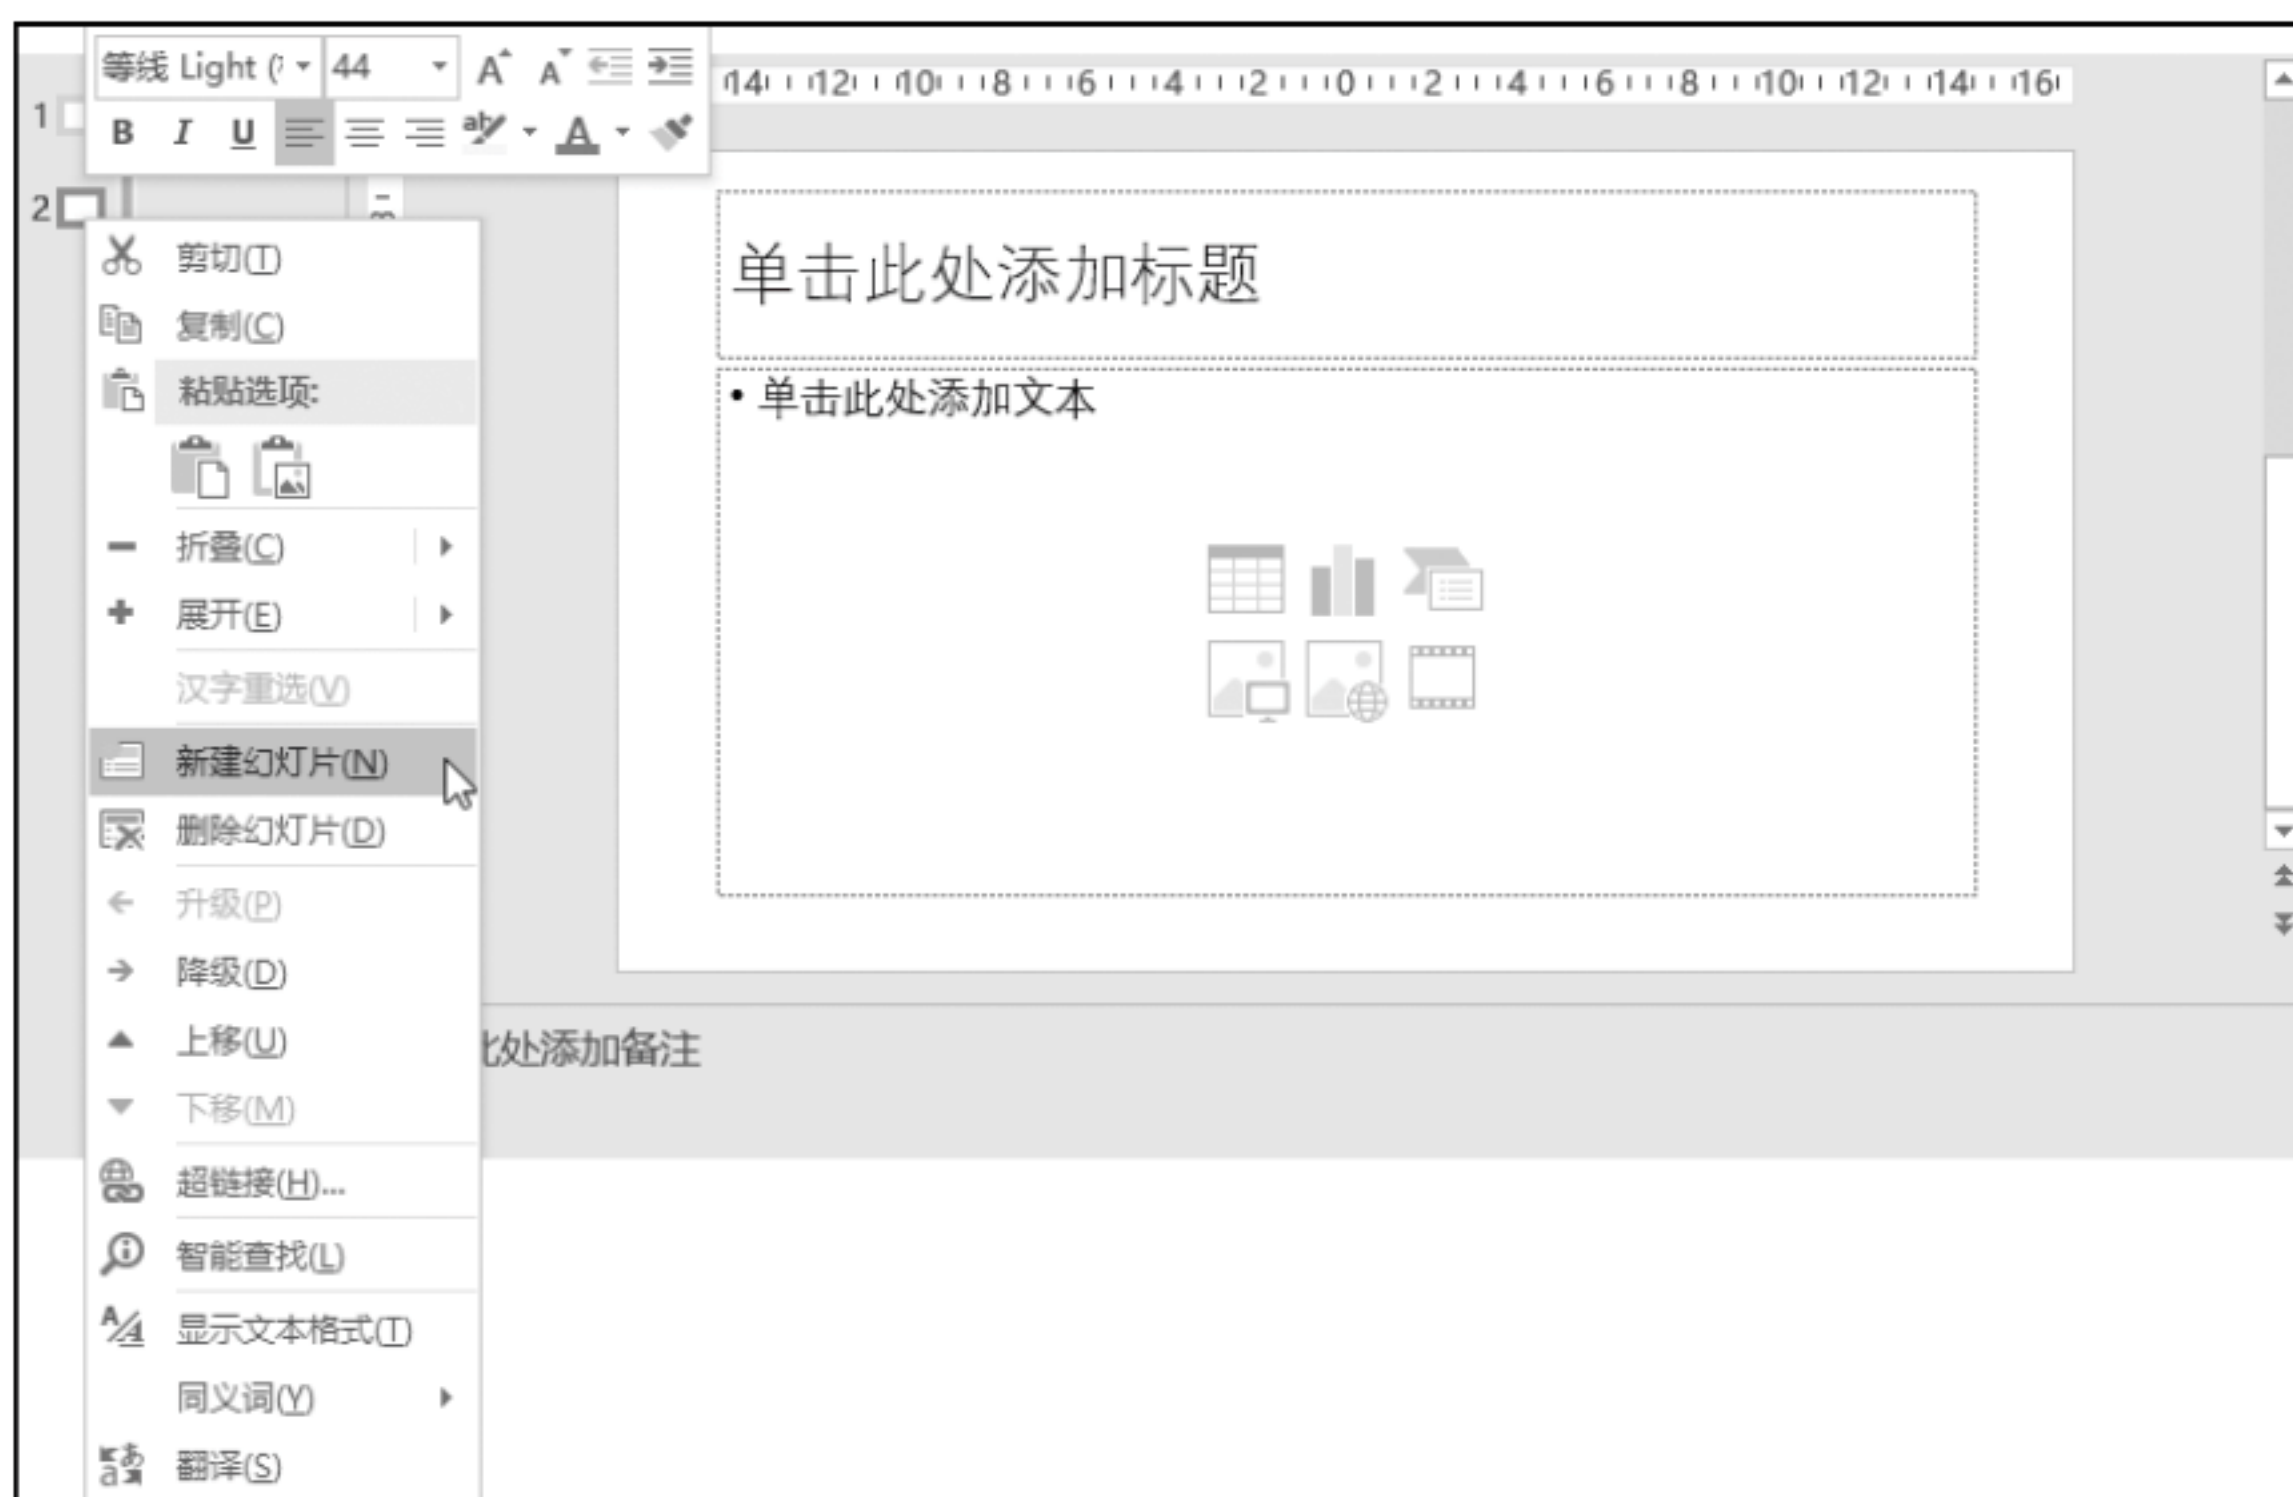 等线 Light (
44
A A
14 12 10 8 6 4 2 0 2 4 6 8 10 12 14 16
1
B I U ab A
2
剪切(T)
复制(C)
粘贴选项:
折叠(C)
展开(E)
汉字重选(V)
新建幻灯片(N)
删除幻灯片(D)
升级(P)
降级(D)
上移(U)
下移(M)
超链接(H)...
智能查找(L)
显示文本格式(T)
同义词(Y)
翻译(S)
单击此处添加标题
• 单击此处添加文本
此处添加备注